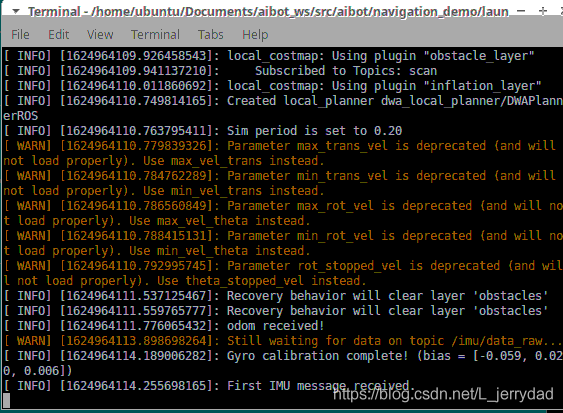 Terminal - /home/ubuntu/Documents/aibot_ws/src/aibot/navigation_demo/laun
File Edit View Terminal Tabs Help
[ INFO] [1624964109.926458543]: local_costmap: Using plugin "obstacle_layer"
[ INFO] [1624964109.941137210]:     Subscribed to Topics: scan
[ INFO] [1624964110.011860692]: local_costmap: Using plugin "inflation_layer"
[ INFO] [1624964110.749814165]: Created local_planner dwa_local_planner/DWAPlann
erROS
[ INFO] [1624964110.763795411]: Sim period is set to 0.20
[ WARN] [1624964110.779839326]: Parameter max_trans_vel is deprecated (and will
not load properly). Use max_vel_trans instead.
[ WARN] [1624964110.784762289]: Parameter min_trans_vel is deprecated (and will
not load properly). Use min_vel_trans instead.
[ WARN] [1624964110.786560849]: Parameter max_rot_vel is deprecated (and will no
t load properly). Use max_vel_theta instead.
[ WARN] [1624964110.788415131]: Parameter min_rot_vel is deprecated (and will no
t load properly). Use min_vel_theta instead.
[ WARN] [1624964110.792995745]: Parameter rot_stopped_vel is deprecated (and wil
l not load properly). Use theta_stopped_vel instead.
[ INFO] [1624964111.537125467]: Recovery behavior will clear layer 'obstacles'
[ INFO] [1624964111.559765777]: Recovery behavior will clear layer 'obstacles'
[ INFO] [1624964111.776065432]: odom received!
[ WARN] [1624964113.898698264]: Still waiting for data on topic /imu/data_raw...
[ INFO] [1624964114.189006282]: Gyro calibration complete! (bias = [-0.059, 0.02
0, 0.006])
[ INFO] [1624964114.255698165]: First IMU message received.
https://blog.csdn.net/L_jerrydad